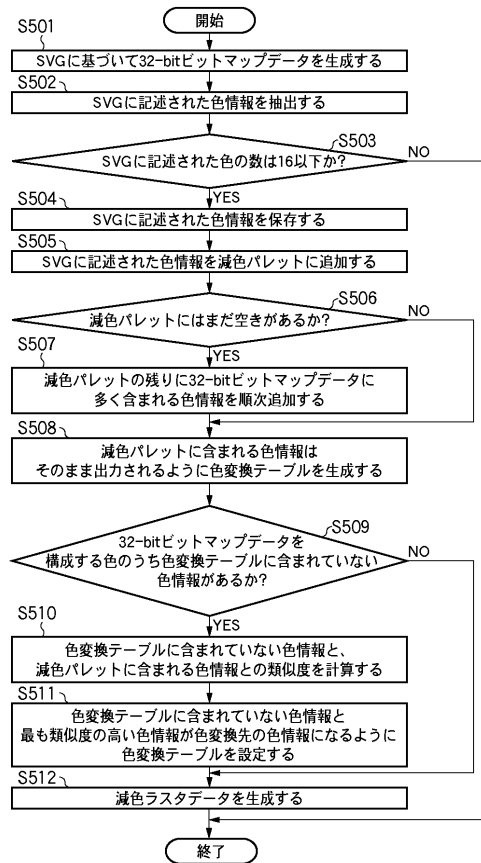 開始
S501
SVGに基づいて32-bitビットマップデータを生成する
S502
SVGに記述された色情報を抽出する
S503
SVGに記述された色の数は16以下か?
NO
YES
S504
SVGに記述された色情報を保存する
S505
SVGに記述された色情報を減色パレットに追加する
S506
減色パレットにはまだ空きがあるか?
NO
YES
S507
減色パレットの残りに32-bitビットマップデータに
多く含まれる色情報を順次追加する
S508
減色パレットに含まれる色情報は
そのまま出力されるように色変換テーブルを生成する
S509
32-bitビットマップデータを
構成する色のうち色変換テーブルに含まれていない
色情報があるか?
NO
YES
S510
色変換テーブルに含まれていない色情報と、
減色パレットに含まれる色情報との類似度を計算する
S511
色変換テーブルに含まれていない色情報と
最も類似度の高い色情報が色変換先の色情報になるように
色変換テーブルを設定する
S512
減色ラスタデータを生成する
終了